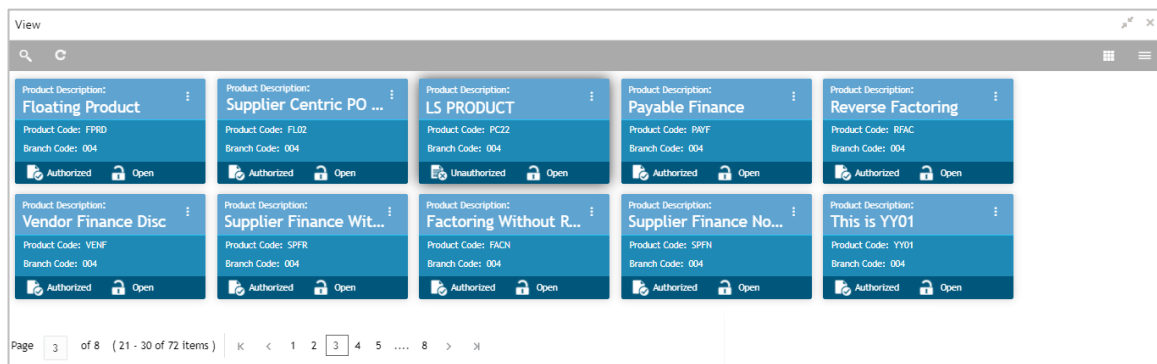 View
Product Description: Product Description: Product Description: Product Description: Product Description:
Floating Product Supplier Centric PO ... LS PRODUCT Payable Finance Reverse Factoring
Product Code: FPRD Product Code: FL02 Product Code: PC22 Product Code: PAYF Product Code: RFAC
Branch Code: 004 Branch Code: 004 Branch Code: 004 Branch Code: 004 Branch Code: 004
Authorized Open Authorized Open Unauthorized Open Authorized Open Authorized Open
Product Description: Product Description: Product Description: Product Description: Product Description:
Vendor Finance Disc Supplier Finance Wit... Factoring Without R... Supplier Finance No... This is YY01
Product Code: VENF Product Code: SPFR Product Code: FACN Product Code: SPFN Product Code: YY01
Branch Code: 004 Branch Code: 004 Branch Code: 004 Branch Code: 004 Branch Code: 004
Authorized Open Authorized Open Authorized Open Authorized Open Authorized Open
Page 3 of 8 (21 - 30 of 72 items) 1 2 3 4 5 .... 8